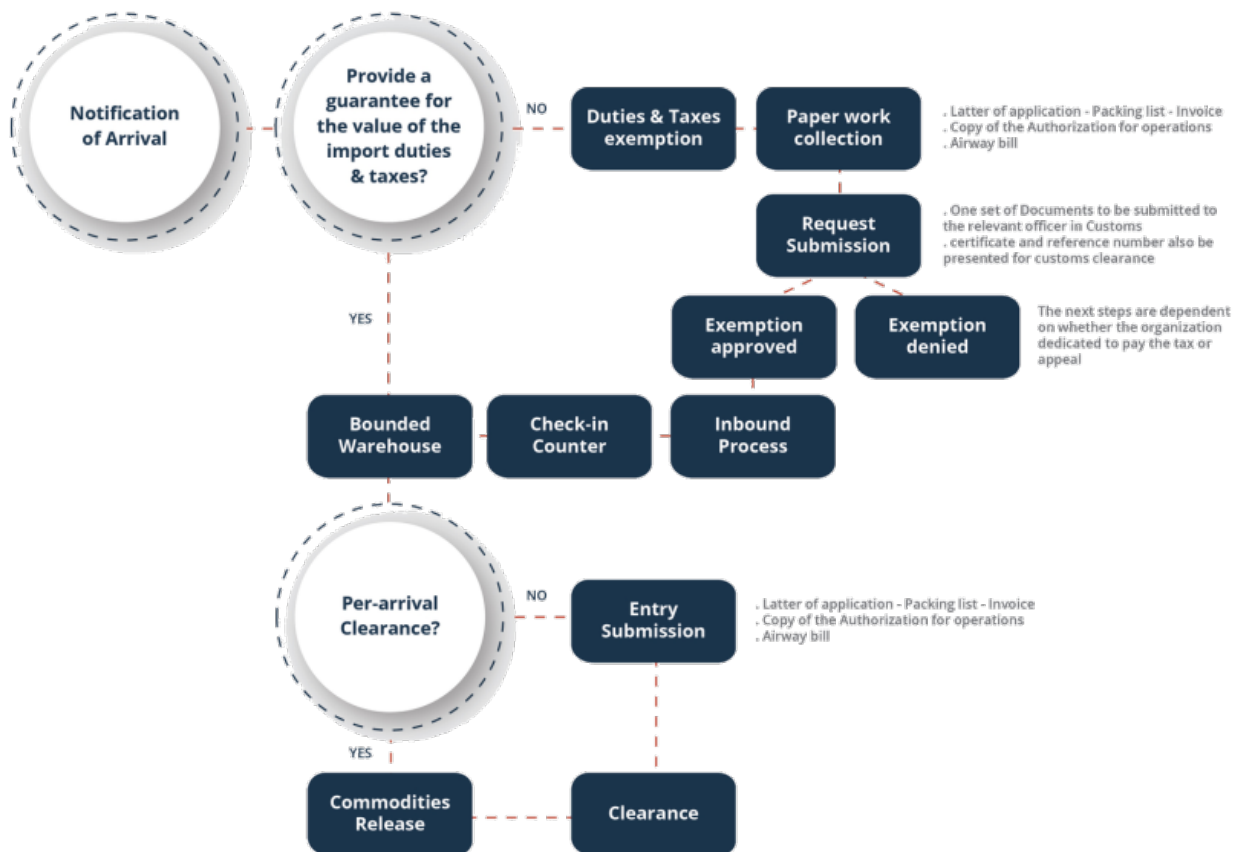 Notification
of Arrival
Provide a
guarantee for
the value of the
import duties
& taxes?
NO
Duties & Taxes
exemption
Paper work
collection
. Latter of application - Packing list - Invoice
. Copy of the Authorization for operations
. Airway bill
Request
Submission
. One set of Documents to be submitted to
the relevant officer in Customs
. certificate and reference number also be
presented for customs clearance
YES
Exemption
approved
Exemption
denied
The next steps are dependent
on whether the organization
dedicated to pay the tax or
appeal
Bounded
Warehouse
Check-in
Counter
Inbound
Process
Per-arrival
Clearance?
NO
Entry
Submission
. Latter of application - Packing list - Invoice
. Copy of the Authorization for operations
. Airway bill
YES
Commodities
Release
Clearance